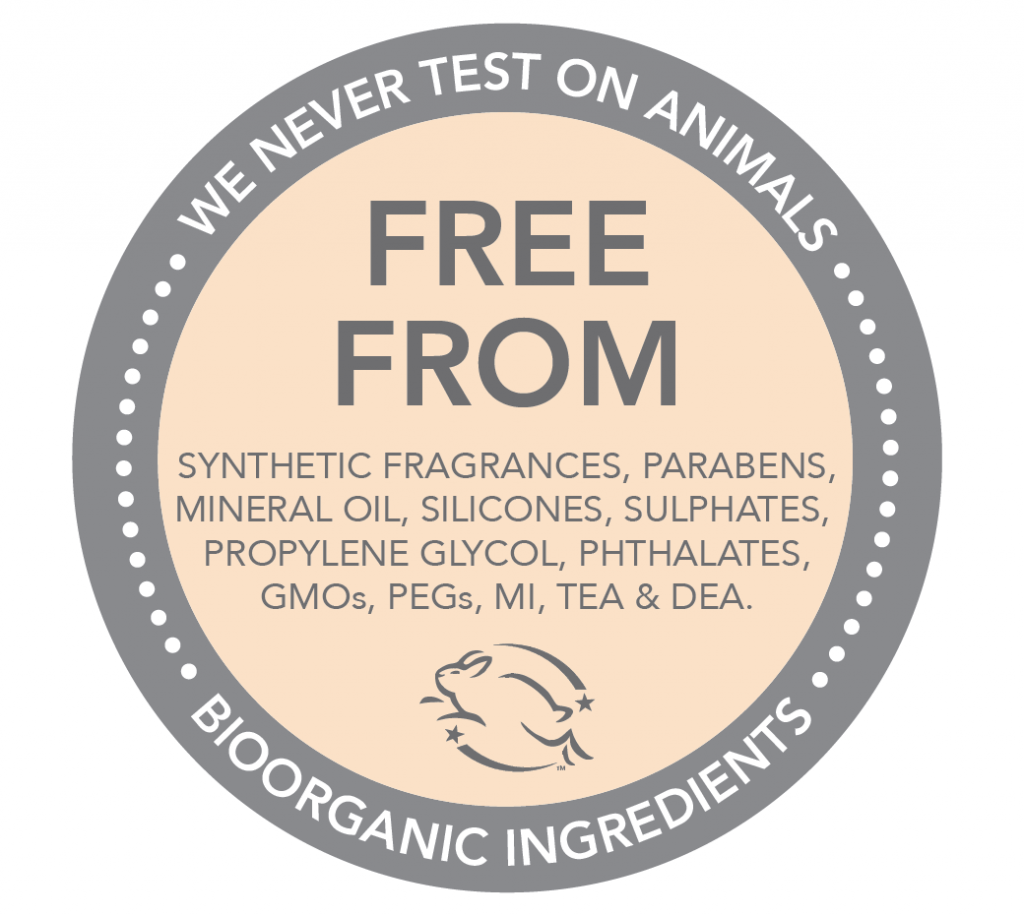 WE NEVER TEST ON ANIMALS
FREE
FROM
SYNTHETIC FRAGRANCES, PARABENS,
MINERAL OIL, SILICONES, SULPHATES,
PROPYLENE GLYCOL, PHTHALATES,
GMOs, PEGs, MI, TEA & DEA.
TM
BIOORGANIC INGREDIENTS